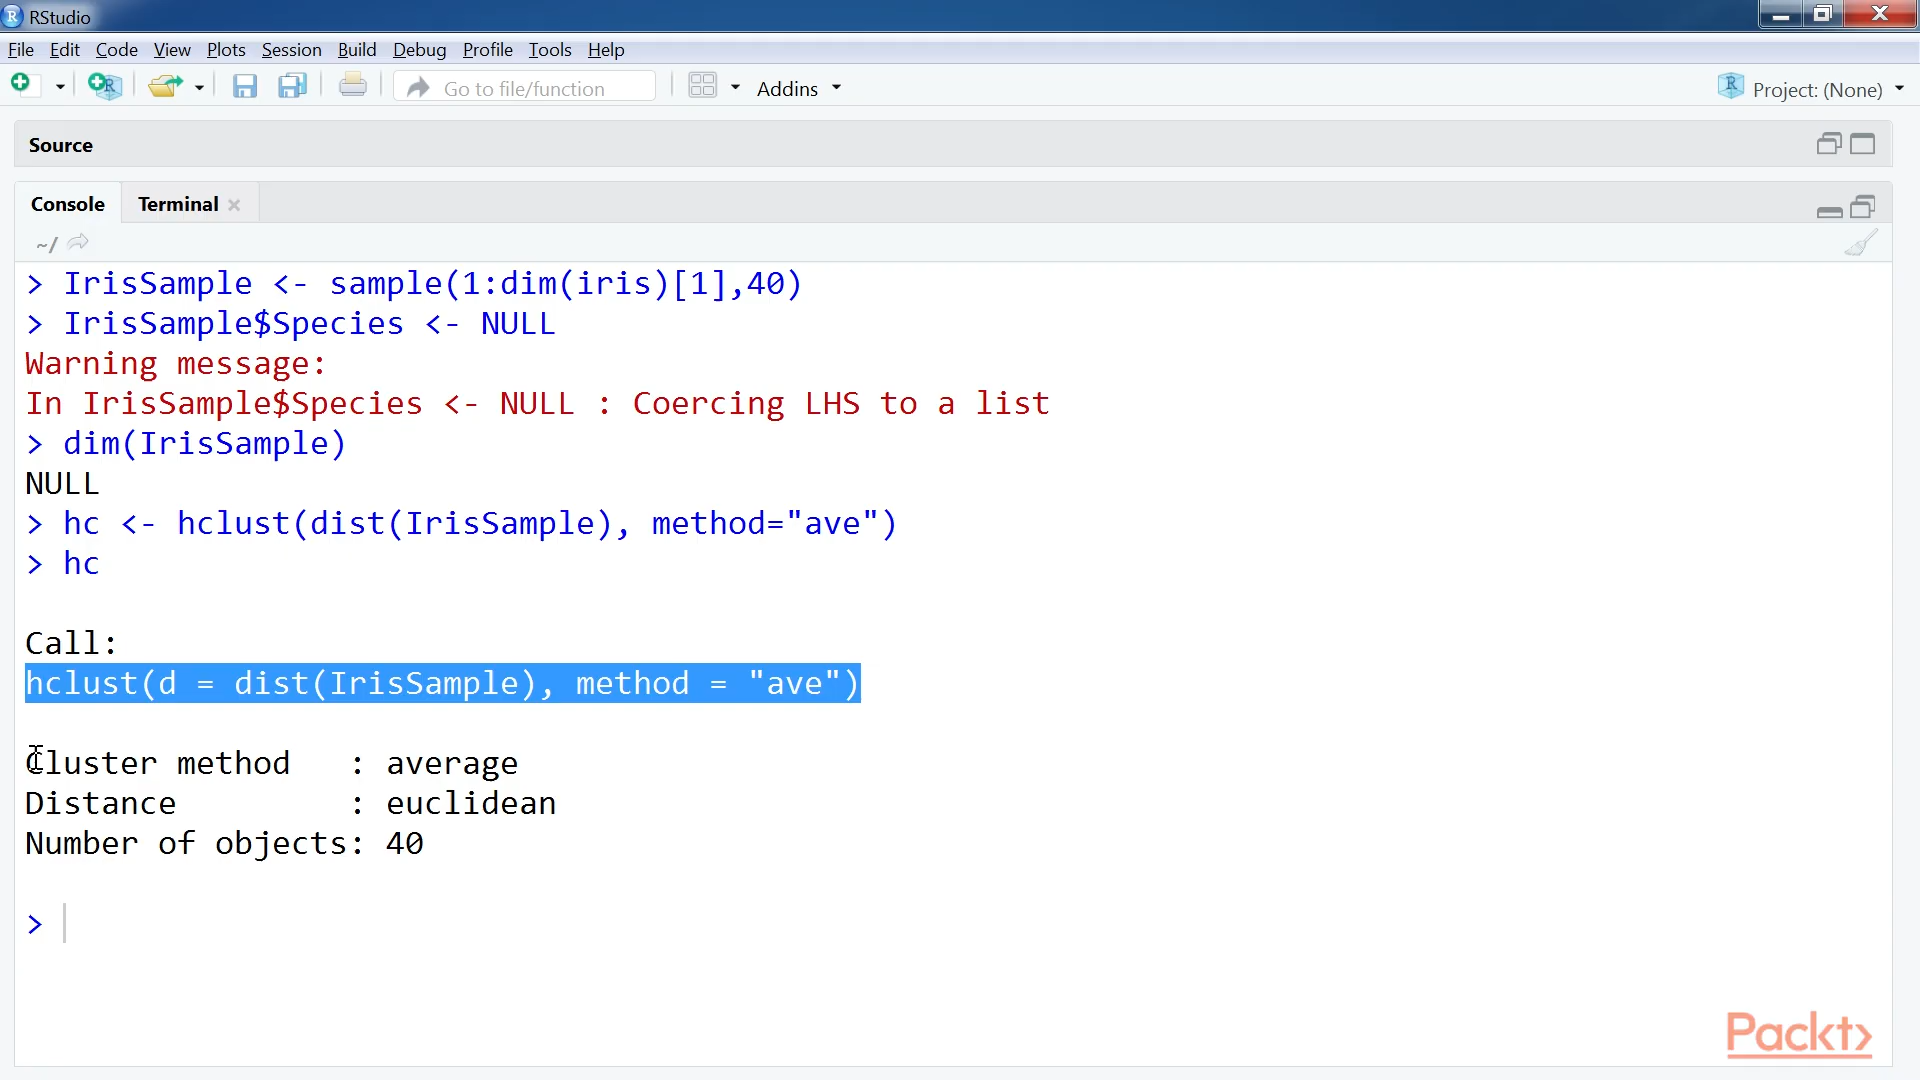 RStudio
File Edit Code View Plots Session Build Debug Profile Tools Help
Go to file/function Addins Project: (None)
Source
Console Terminal
~/
> IrisSample <- sample(1:dim(iris)[1],40)
> IrisSample$Species <- NULL
Warning message:
In IrisSample$Species <- NULL : Coercing LHS to a list
> dim(IrisSample)
NULL
> hc <- hclust(dist(IrisSample), method="ave")
> hc
Call:
hclust(d = dist(IrisSample), method = "ave")
Cluster method   : average
Distance         : euclidean
Number of objects: 40
>
Packt>